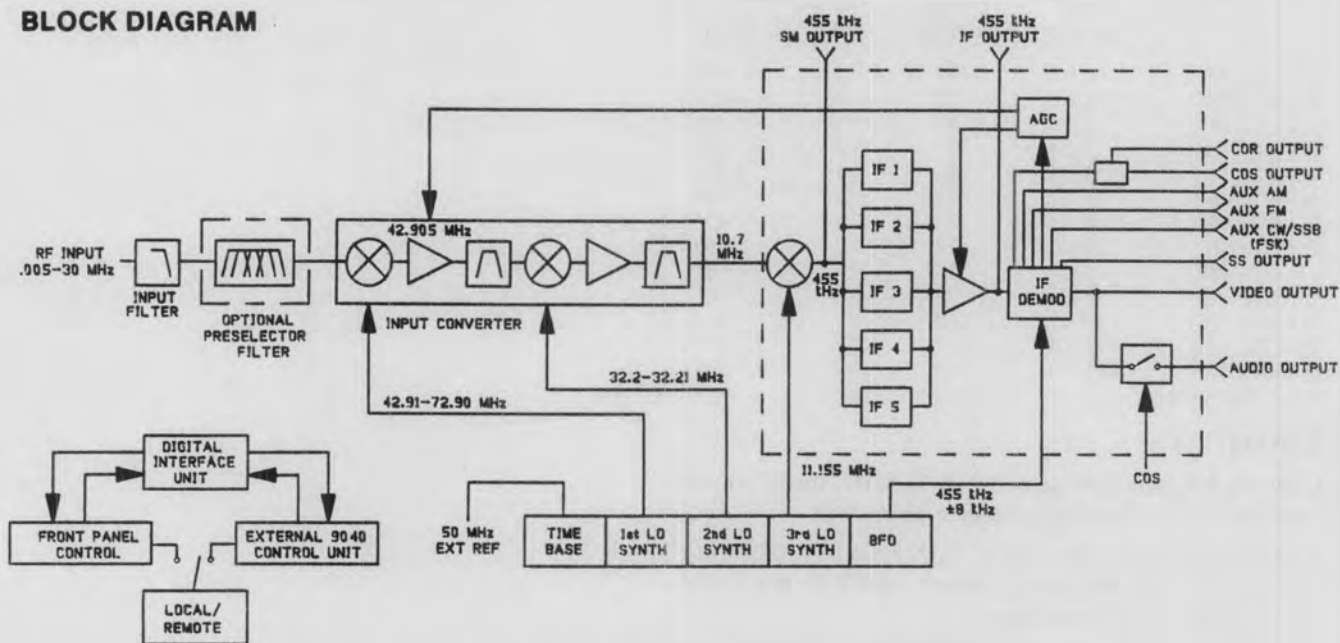 BLOCK DIAGRAM
455 kHz
SM OUTPUT
455 kHz
IF OUTPUT
AGC
COR OUTPUT
COS OUTPUT
AUX AM
AUX FM
AUX CW/SSB
(FSK)
SS OUTPUT
VIDEO OUTPUT
AUDIO OUTPUT
IF 1
IF 2
IF 3
IF 4
IF 5
IF
DEMOD
COS
RF INPUT
.005-30 MHz
INPUT
FILTER
OPTIONAL
PRESELECTOR
FILTER
42.905 MHz
INPUT CONVERTER
10.7
MHz
455
kHz
32.2-32.21 MHz
42.91-72.90 MHz
11.155 MHz
455 kHz
±8 kHz
50 MHz
EXT REF
TIME
BASE
1st LO
SYNTH
2nd LO
SYNTH
3rd LO
SYNTH
BFO
DIGITAL
INTERFACE
UNIT
FRONT PANEL
CONTROL
EXTERNAL 9040
CONTROL UNIT
LOCAL/
REMOTE